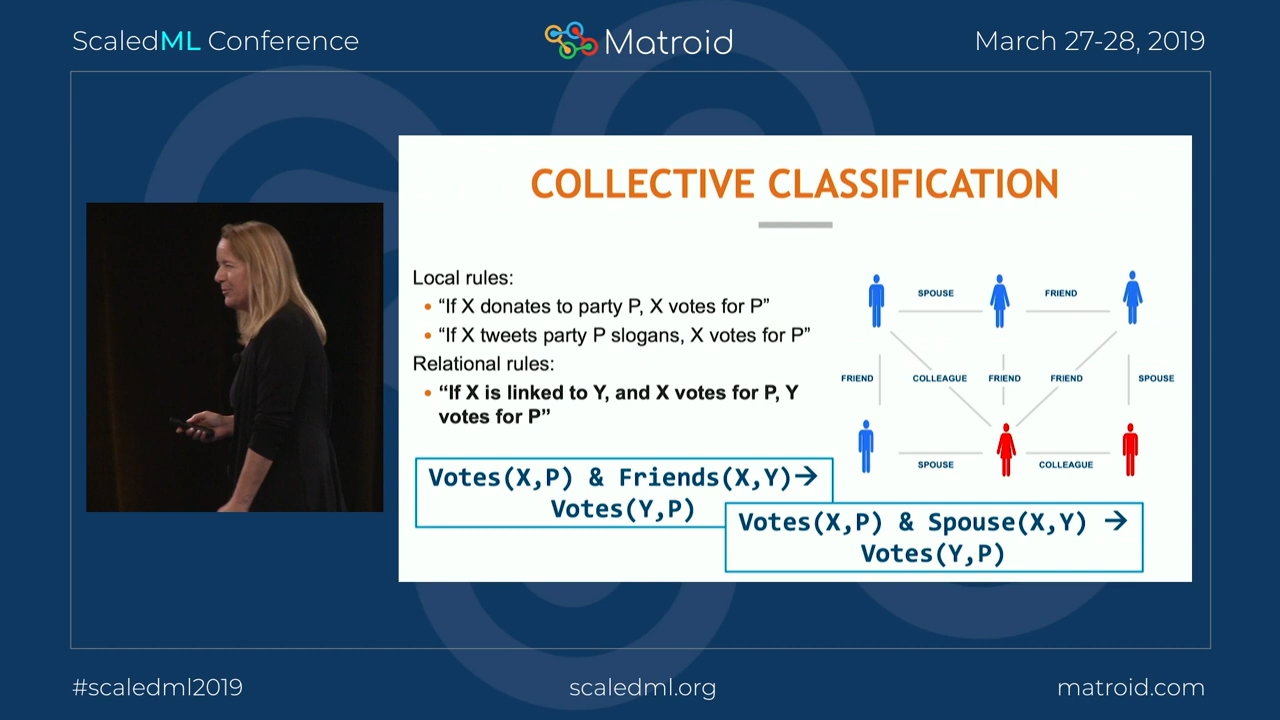 ScaledML Conference
Matroid
March 27-28, 2019
COLLECTIVE CLASSIFICATION
Local rules:
• “If X donates to party P, X votes for P”
• “If X tweets party P slogans, X votes for P”
Relational rules:
• “If X is linked to Y, and X votes for P, Y
votes for P”
Votes(X,P) & Friends(X,Y)→
Votes(Y,P)
Votes(X,P) & Spouse(X,Y) →
Votes(Y,P)
SPOUSE
FRIEND
FRIEND
COLLEAGUE
FRIEND
FRIEND
SPOUSE
SPOUSE
COLLEAGUE
#scaledml2019
scaledml.org
matroid.com